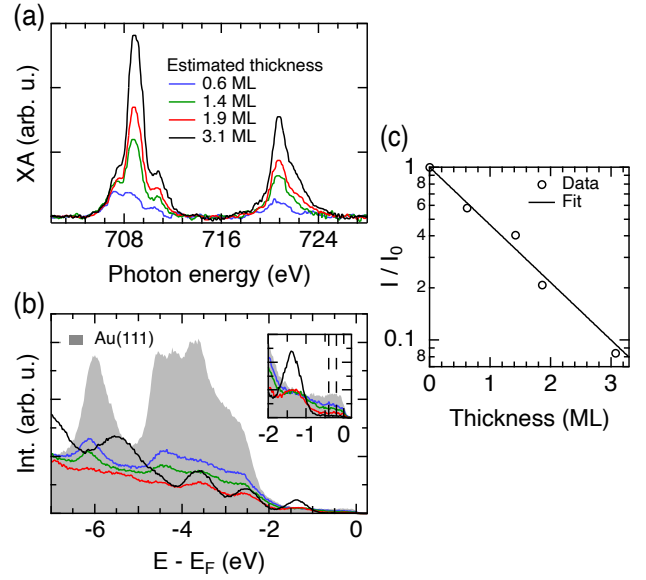 (a)
XA (arb. u.)
Estimated thickness
0.6 ML
1.4 ML
1.9 ML
3.1 ML
708
716
724
Photon energy (eV)
(b)
Int. (arb. u.)
Au(111)
-2
-1
0
-6
-4
-2
0
E - E_F (eV)
(c)
I / I_0
1
8
6
4
2
0.1
8
Data
Fit
0
1
2
3
Thickness (ML)